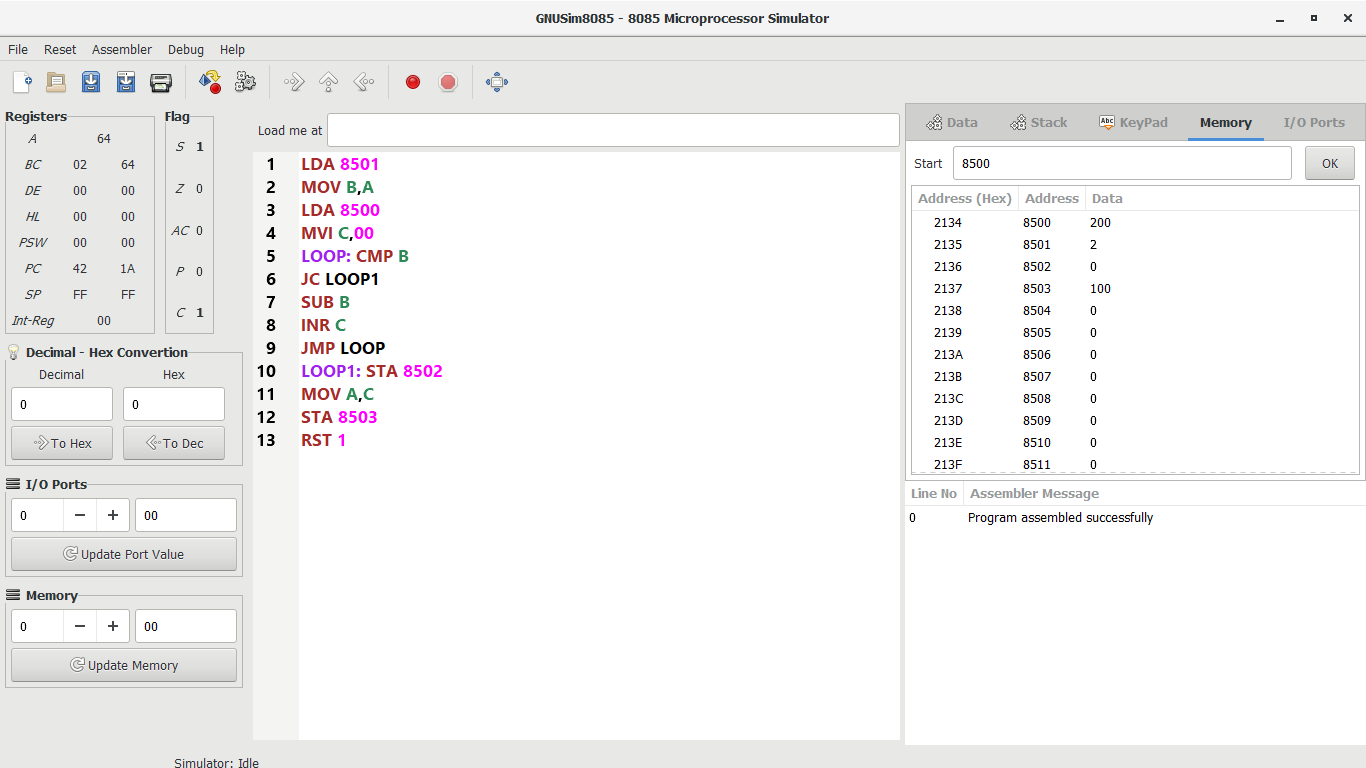 GNUSim8085 - 8085 Microprocessor Simulator
File Reset Assembler Debug Help
Registers
A 64
BC 02 64
DE 00 00
HL 00 00
PSW 00 00
PC 42 1A
SP FF FF
Int-Reg 00
Flag
S 1
Z 0
AC 0
P 0
C 1
Decimal - Hex Convertion
Decimal Hex
0 0
To Hex To Dec
I/O Ports
0 − + 00
Update Port Value
Memory
0 − + 00
Update Memory
Load me at
1 LDA 8501
2 MOV B,A
3 LDA 8500
4 MVI C,00
5 LOOP: CMP B
6 JC LOOP1
7 SUB B
8 INR C
9 JMP LOOP
10 LOOP1: STA 8502
11 MOV A,C
12 STA 8503
13 RST 1
Data Stack Abc KeyPad Memory I/O Ports
Start 8500 OK
Address (Hex) Address Data
2134 8500 200
2135 8501 2
2136 8502 0
2137 8503 100
2138 8504 0
2139 8505 0
213A 8506 0
213B 8507 0
213C 8508 0
213D 8509 0
213E 8510 0
213F 8511 0
Line No Assembler Message
0 Program assembled successfully
Simulator: Idle